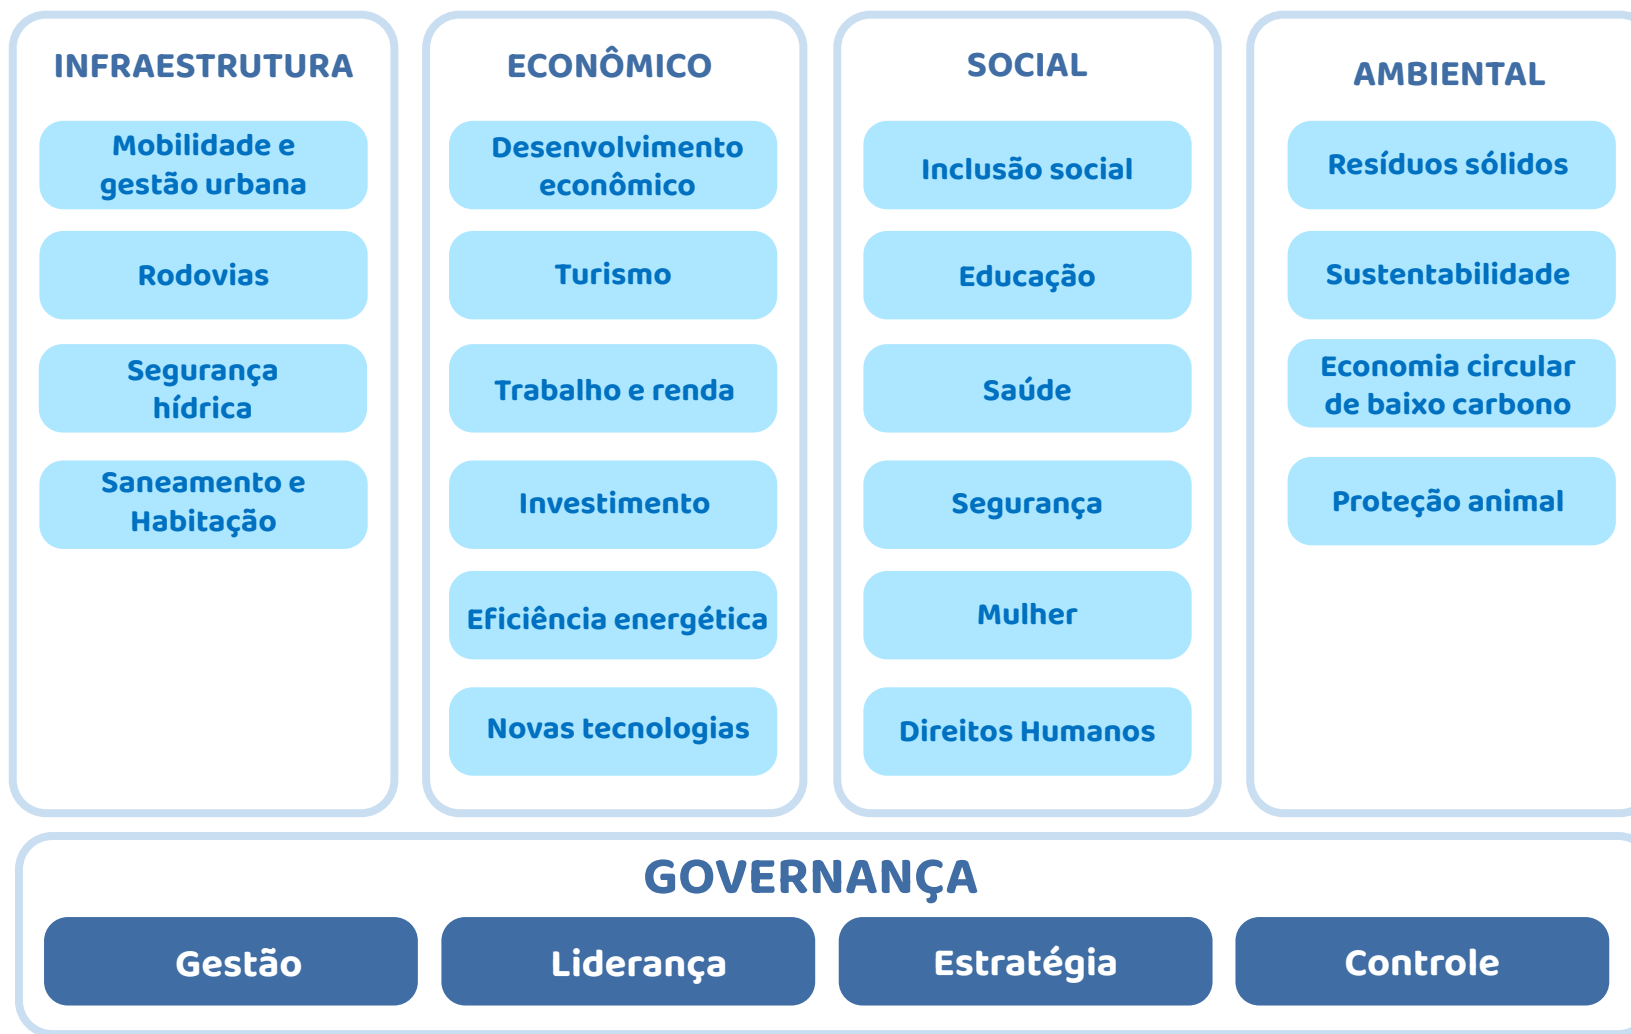 INFRAESTRUTURA
Mobilidade e
gestão urbana
Rodovias
Segurança
hídrica
Saneamento e
Habitação
ECONÔMICO
Desenvolvimento
econômico
Turismo
Trabalho e renda
Investimento
Eficiência energética
Novas tecnologias
SOCIAL
Inclusão social
Educação
Saúde
Segurança
Mulher
Direitos Humanos
AMBIENTAL
Resíduos sólidos
Sustentabilidade
Economia circular
de baixo carbono
Proteção animal
GOVERNANÇA
Gestão
Liderança
Estratégia
Controle